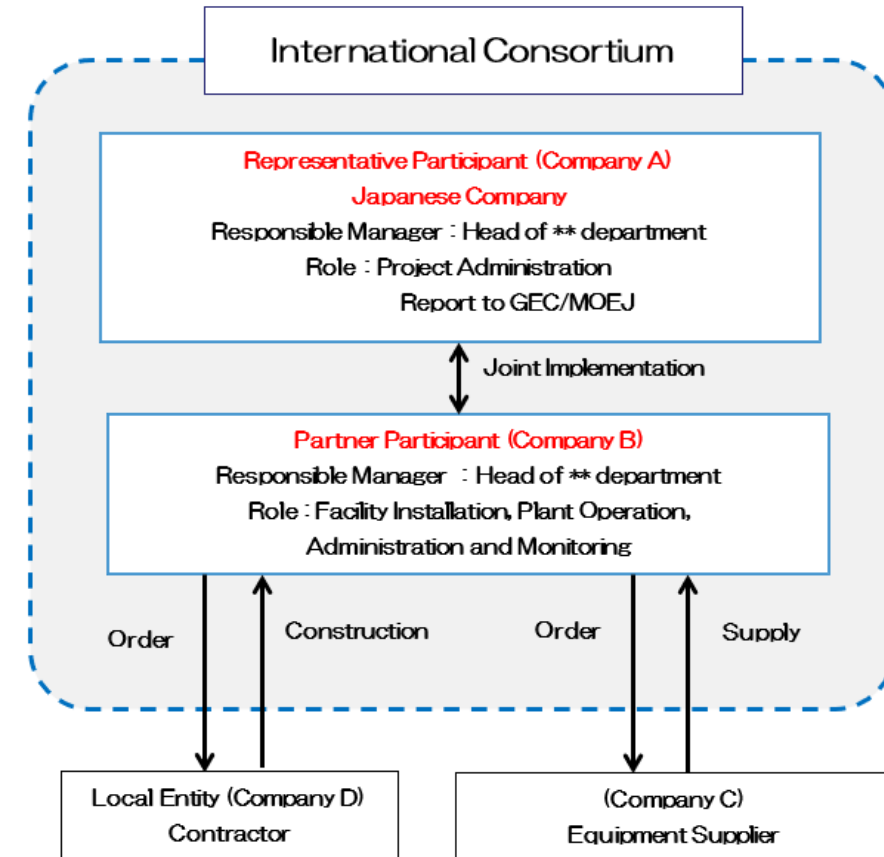 International Consortium
Representative Participant (Company A)
Japanese Company
Responsible Manager : Head of ** department
Role : Project Administration
Report to GEC/MOEJ
Joint Implementation
Partner Participant (Company B)
Responsible Manager : Head of ** department
Role : Facility Installation, Plant Operation,
Administration and Monitoring
Order
Construction
Order
Supply
Local Entity (Company D)
Contractor
(Company C)
Equipment Supplier